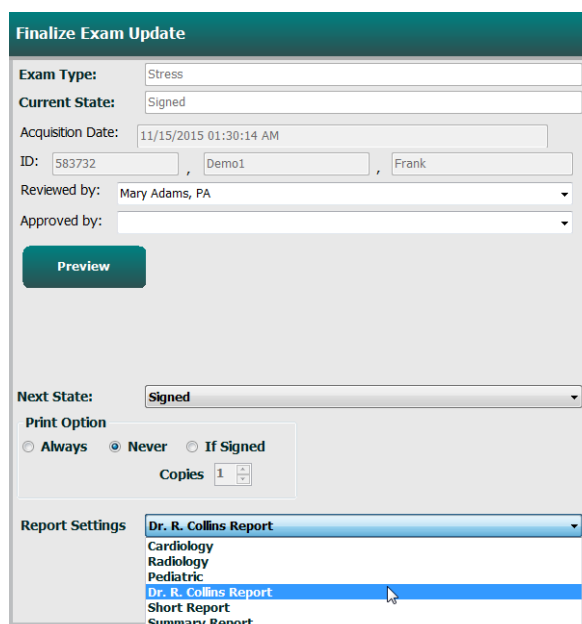 Finalize Exam Update
Exam Type: Stress
Current State: Signed
Acquisition Date: 11/15/2015 01:30:14 AM
ID: 583732 , Demo1 , Frank
Reviewed by: Mary Adams, PA
Approved by:
Preview
Next State: Signed
Print Option
Always Never If Signed
Copies 1
Report Settings Dr. R. Collins Report
Cardiology
Radiology
Pediatric
Dr. R. Collins Report
Short Report
Summary Report